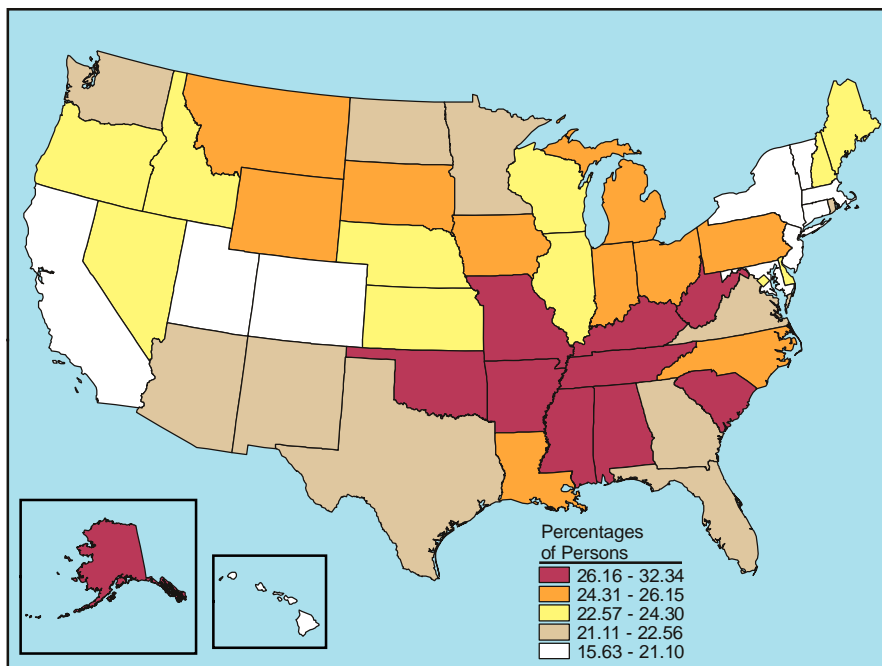 Percentages
of Persons
26.16 - 32.34
24.31 - 26.15
22.57 - 24.30
21.11 - 22.56
15.63 - 21.10